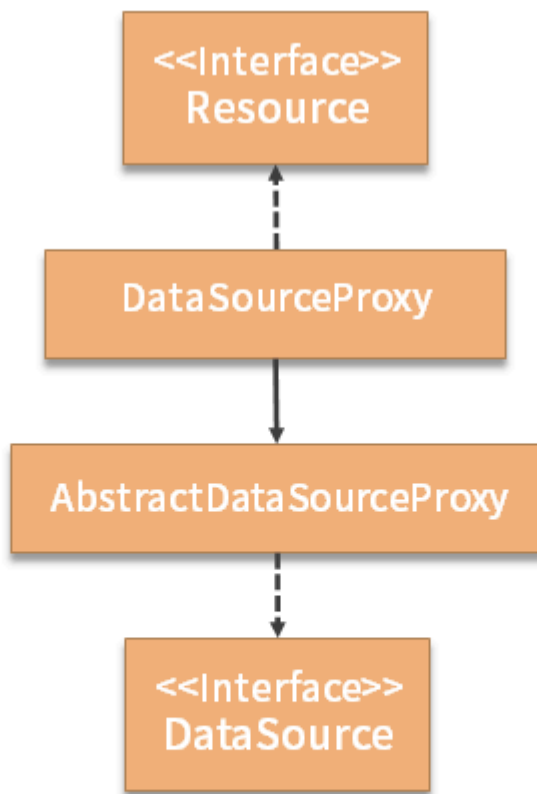 <<Interface>>
Resource
DataSourceProxy
AbstractDataSourceProxy
<<Interface>>
DataSource